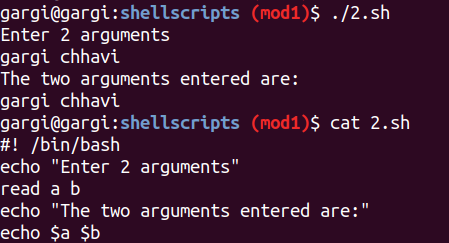 gargi@gargi:shellscripts (mod1)$ ./2.sh
Enter 2 arguments
gargi chhavi
The two arguments entered are:
gargi chhavi
gargi@gargi:shellscripts (mod1)$ cat 2.sh
#! /bin/bash
echo "Enter 2 arguments"
read a b
echo "The two arguments entered are:"
echo $a $b